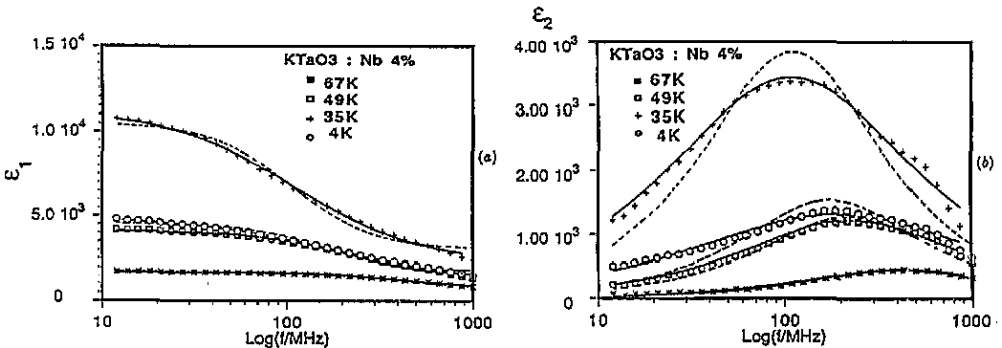 ε₁
1.5 10⁴
1.0 10⁴
5.0 10³
0
KTaO3 : Nb 4%
67K
49K
35K
4K
10
100
1000
Log(f/MHz)
(a)
ε₂
4.00 10³
3.00 10³
2.00 10³
1.00 10³
0
KTaO3 : Nb 4%
67K
49K
35K
4K
10
100
1000
Log(f/MHz)
(b)